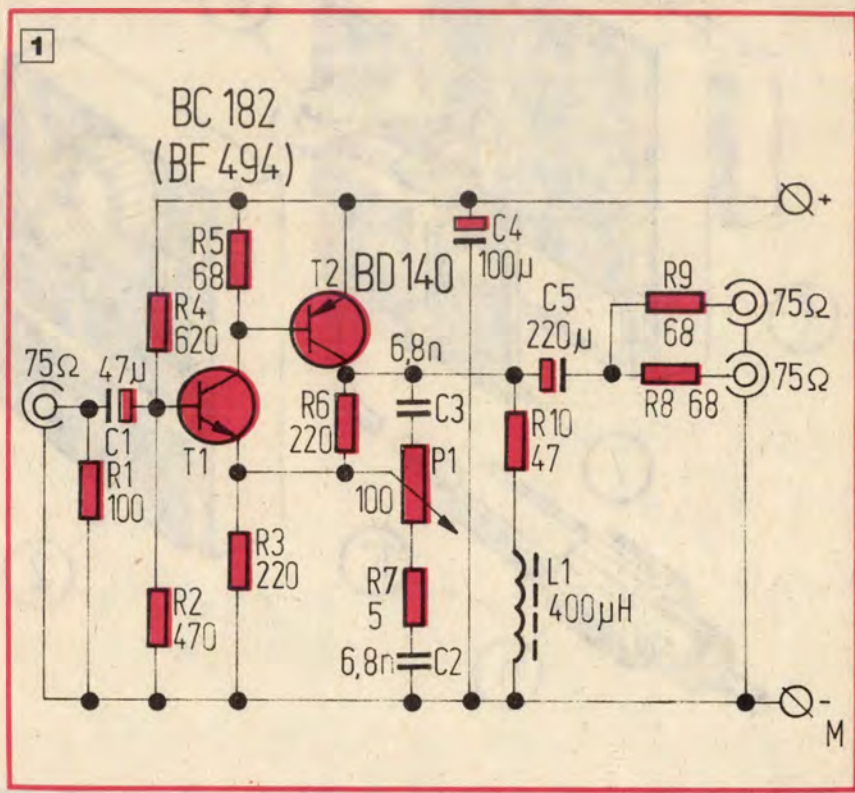 1
BC 182
(BF 494)
R5
68
T2
BD 140
C4
100µ
+
R4
620
C5
220µ
R9
68
75Ω
75Ω
47µ
C1
6,8n
C3
75Ω
R8 68
R6
220
R10
47
T1
R1
100
P1
100
R3
220
R2
470
R7
5
L1
400µH
6,8n
C2
-
M